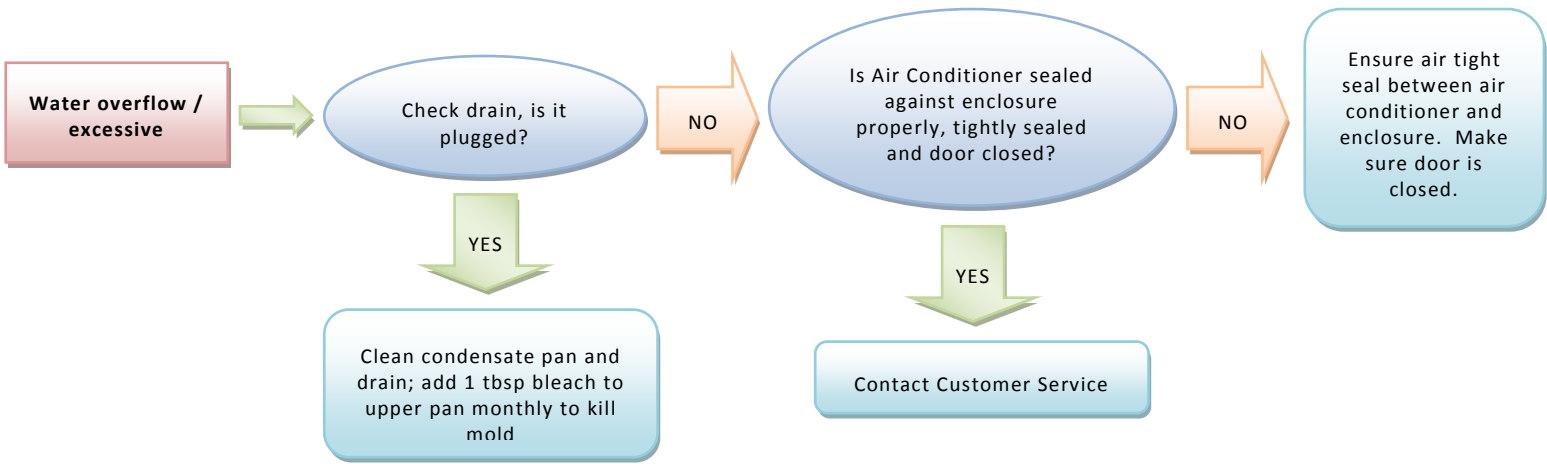 Water overflow /
excessive
Check drain, is it
plugged?
NO
Is Air Conditioner sealed
against enclosure
properly, tightly sealed
and door closed?
NO
Ensure air tight
seal between air
conditioner and
enclosure. Make
sure door is
closed.
YES
Clean condensate pan and
drain; add 1 tbsp bleach to
upper pan monthly to kill
mold
YES
Contact Customer Service